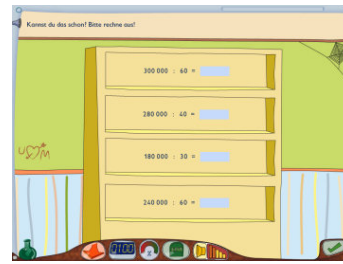 Kannst du das schon? Bitte rechne aus!
300 000 : 60 =
280 000 : 40 =
180 000 : 30 =
240 000 : 60 =